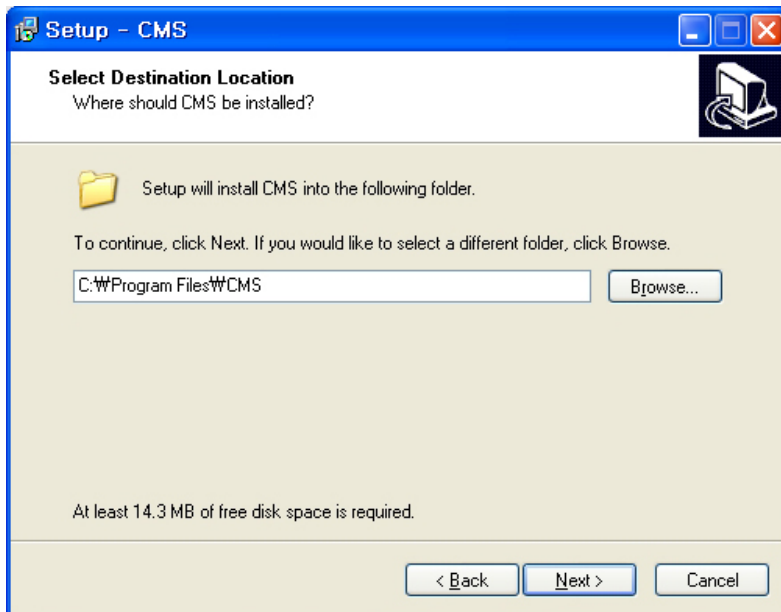 Setup - CMS
Select Destination Location
Where should CMS be installed?
Setup will install CMS into the following folder.
To continue, click Next. If you would like to select a different folder, click Browse.
C:₩Program Files₩CMS
Browse...
At least 14.3 MB of free disk space is required.
< Back
Next >
Cancel